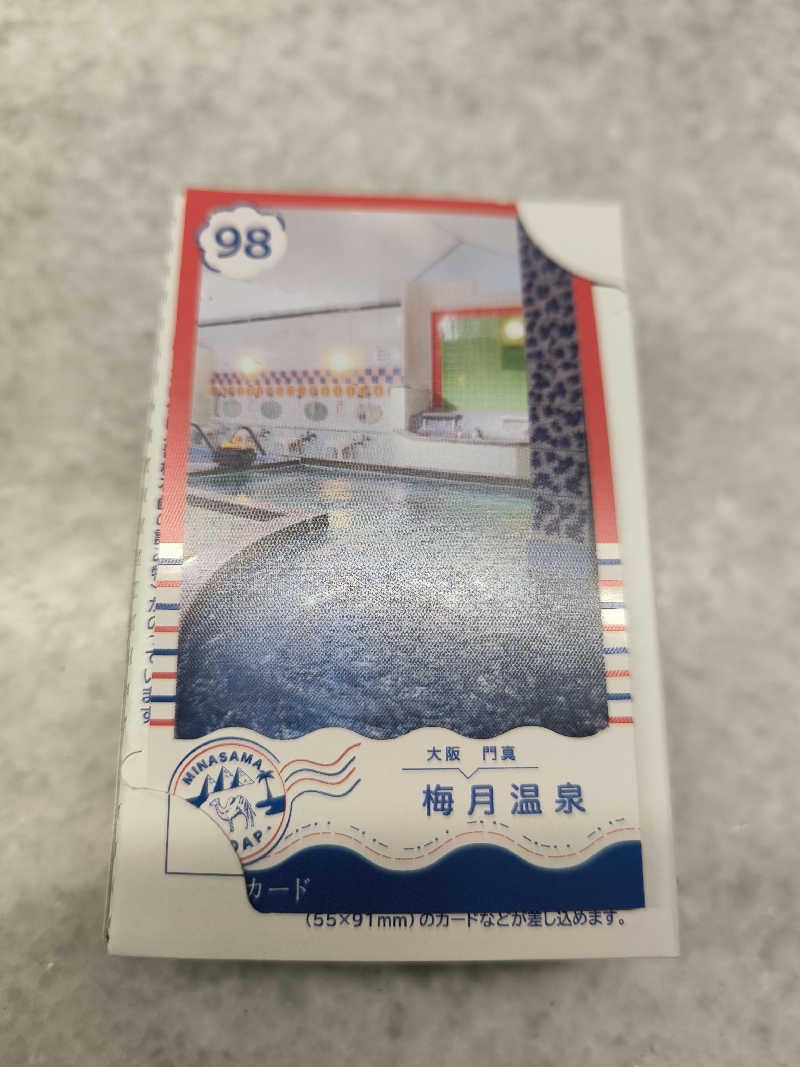 98
大阪 門真
梅月温泉
MINASAMA
OAP.
カード
(55×91mm)のカードなどが差し込めます。